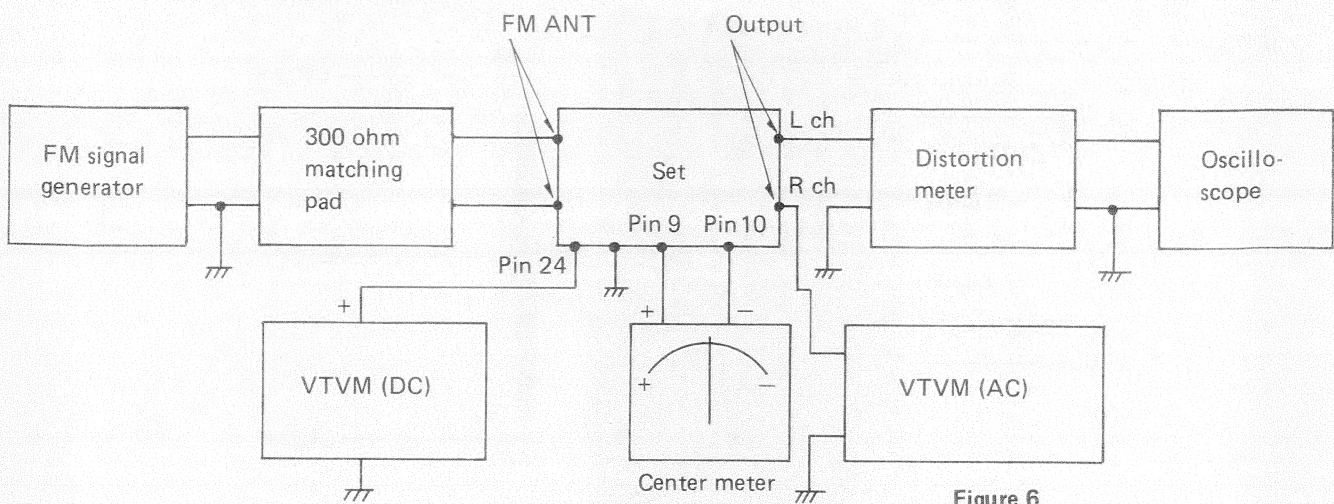 FM ANT
Output
FM signal
generator
300 ohm
matching
pad
Set
L ch
R ch
Distortion
meter
Oscillo-
scope
Pin 9
Pin 10
Pin 24
+
+
−
VTVM (DC)
+
−
VTVM (AC)
Center meter
Figure 6